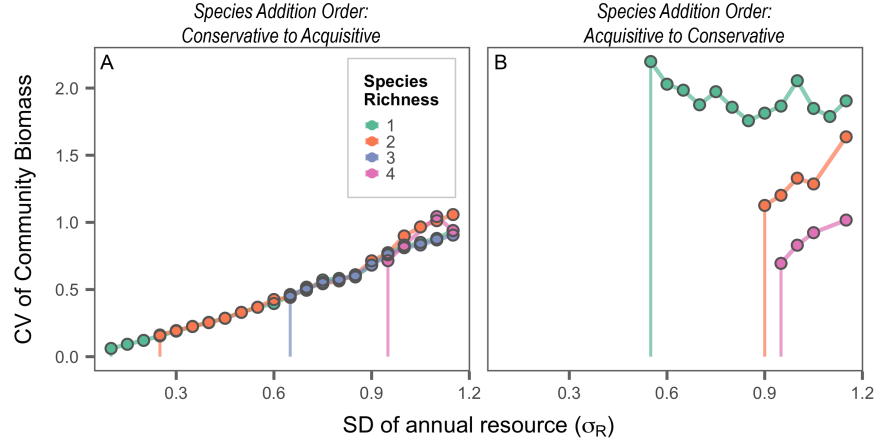 Species Addition Order:
Conservative to Acquisitive
Species Addition Order:
Acquisitive to Conservative
A
B
Species
Richness
1
2
3
4
CV of Community Biomass
2.0
1.5
1.0
0.5
0.0
0.3
0.6
0.9
1.2
0.3
0.6
0.9
1.2
SD of annual resource (σR)